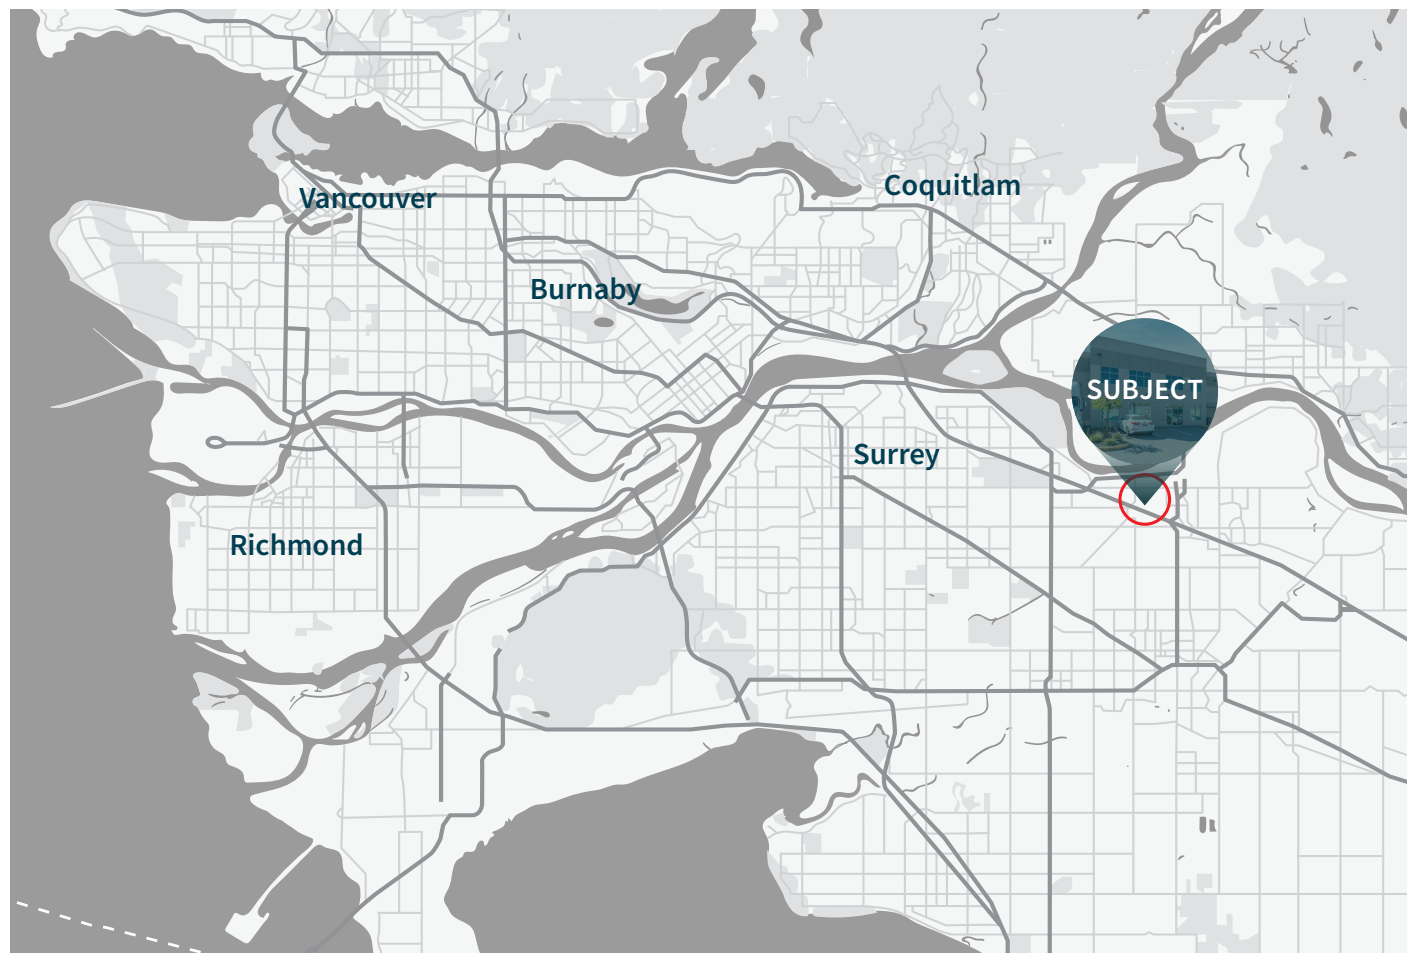 Coquitlam
Vancouver
Burnaby
SUBJECT
Surrey
Richmond